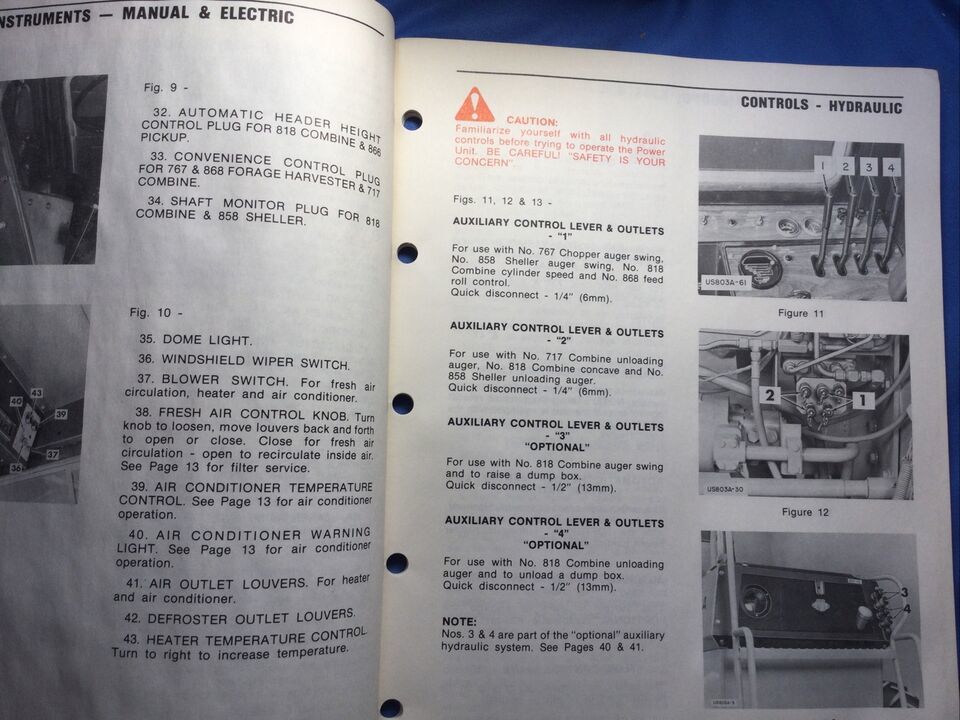 NSTRUMENTS — MANUAL & ELECTRIC
Fig. 9 -
32. AUTOMATIC HEADER HEIGHT
CONTROL PLUG FOR 818 COMBINE & 866
PICKUP.
33. CONVENIENCE CONTROL PLUG
FOR 767 & 868 FORAGE HARVESTER & 717
COMBINE.
34. SHAFT MONITOR PLUG FOR 818
COMBINE & 858 SHELLER.
Fig. 10 -
35. DOME LIGHT.
36. WINDSHIELD WIPER SWITCH.
37. BLOWER SWITCH. For fresh air
circulation, heater and air conditioner.
38. FRESH AIR CONTROL KNOB. Turn
knob to loosen, move louvers back and forth
to open or close. Close for fresh air
circulation - open to recirculate inside air.
See Page 13 for filter service.
39. AIR CONDITIONER TEMPERATURE
CONTROL. See Page 13 for air conditioner
operation.
40. AIR CONDITIONER WARNING
LIGHT. See Page 13 for air conditioner
operation.
41. AIR OUTLET LOUVERS. For heater
and air conditioner.
42. DEFROSTER OUTLET LOUVERS.
43. HEATER TEMPERATURE CONTROL.
Turn to right to increase temperature.
43
40
39
37
36
CONTROLS - HYDRAULIC
CAUTION:
Familiarize yourself with all hydraulic
controls before trying to operate the Power
Unit. BE CAREFUL! "SAFETY IS YOUR
CONCERN".
Figs. 11, 12 & 13 -
AUXILIARY CONTROL LEVER & OUTLETS
- "1"
For use with No. 767 Chopper auger swing,
No. 858 Sheller auger swing, No. 818
Combine cylinder speed and No. 868 feed
roll control.
Quick disconnect - 1/4" (6mm).
AUXILIARY CONTROL LEVER & OUTLETS
- "2"
For use with No. 717 Combine unloading
auger, No. 818 Combine concave and No.
858 Sheller unloading auger.
Quick disconnect - 1/4" (6mm).
AUXILIARY CONTROL LEVER & OUTLETS
- "3"
"OPTIONAL"
For use with No. 818 Combine auger swing
and to raise a dump box.
Quick disconnect - 1/2" (13mm).
AUXILIARY CONTROL LEVER & OUTLETS
- "4"
"OPTIONAL"
For use with No. 818 Combine unloading
auger and to unload a dump box.
Quick disconnect - 1/2" (13mm).
NOTE:
Nos. 3 & 4 are part of the "optional" auxiliary
hydraulic system. See Pages 40 & 41.
1 2 3 4
US803A-61
Figure 11
2 1
US803A-30
Figure 12
3
4